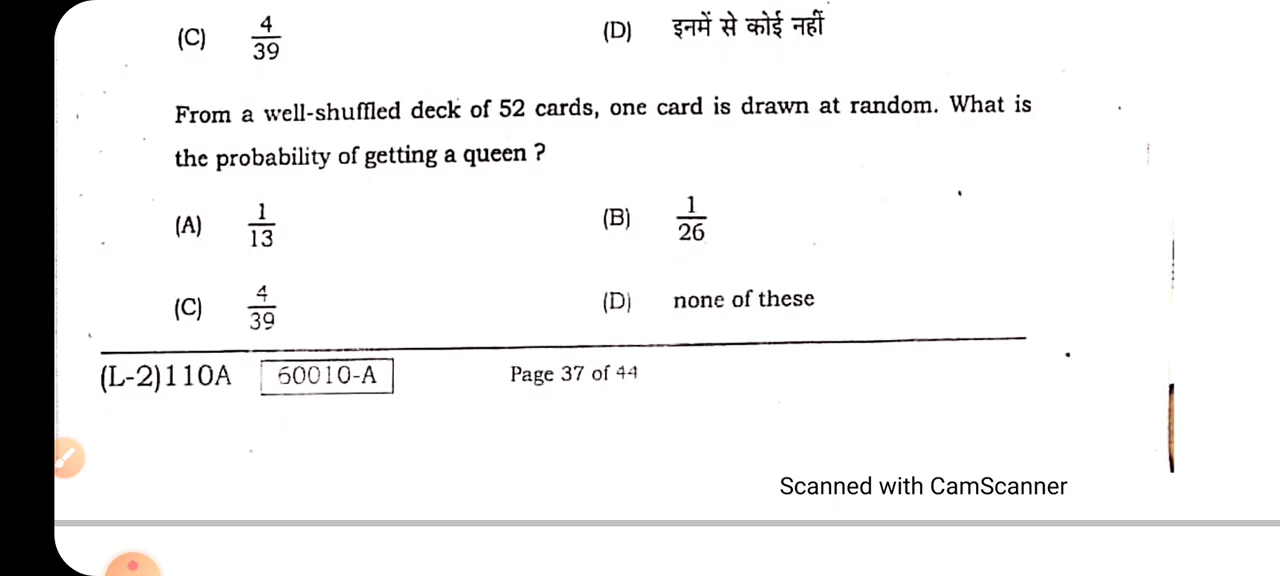 (C) 4/39 (D) इनमें से कोई नहीं
From a well-shuffled deck of 52 cards, one card is drawn at random. What is
the probability of getting a queen ?
(A) 1/13 (B) 1/26
(C) 4/39 (D) none of these
(L-2)110A 60010-A Page 37 of 44
Scanned with CamScanner